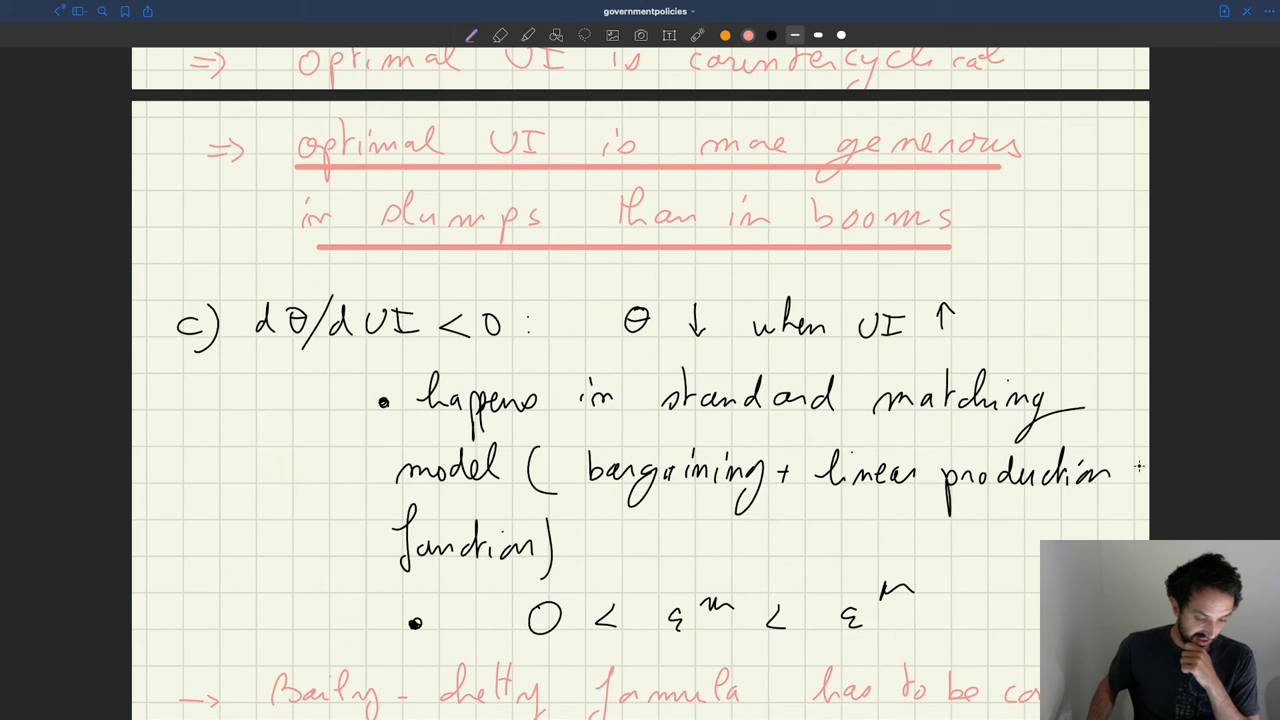 governmentpolicies
=> Optimal UI is countercyclical
=> optimal UI is more generous
in slumps than in booms
c) dθ/dUI < 0 : θ ↓ when UI ↑
• happens in standard matching
model ( bargaining + linear production
function)
• 0 < ε^m < ε^M
→ Baily - chetty formula has to be co